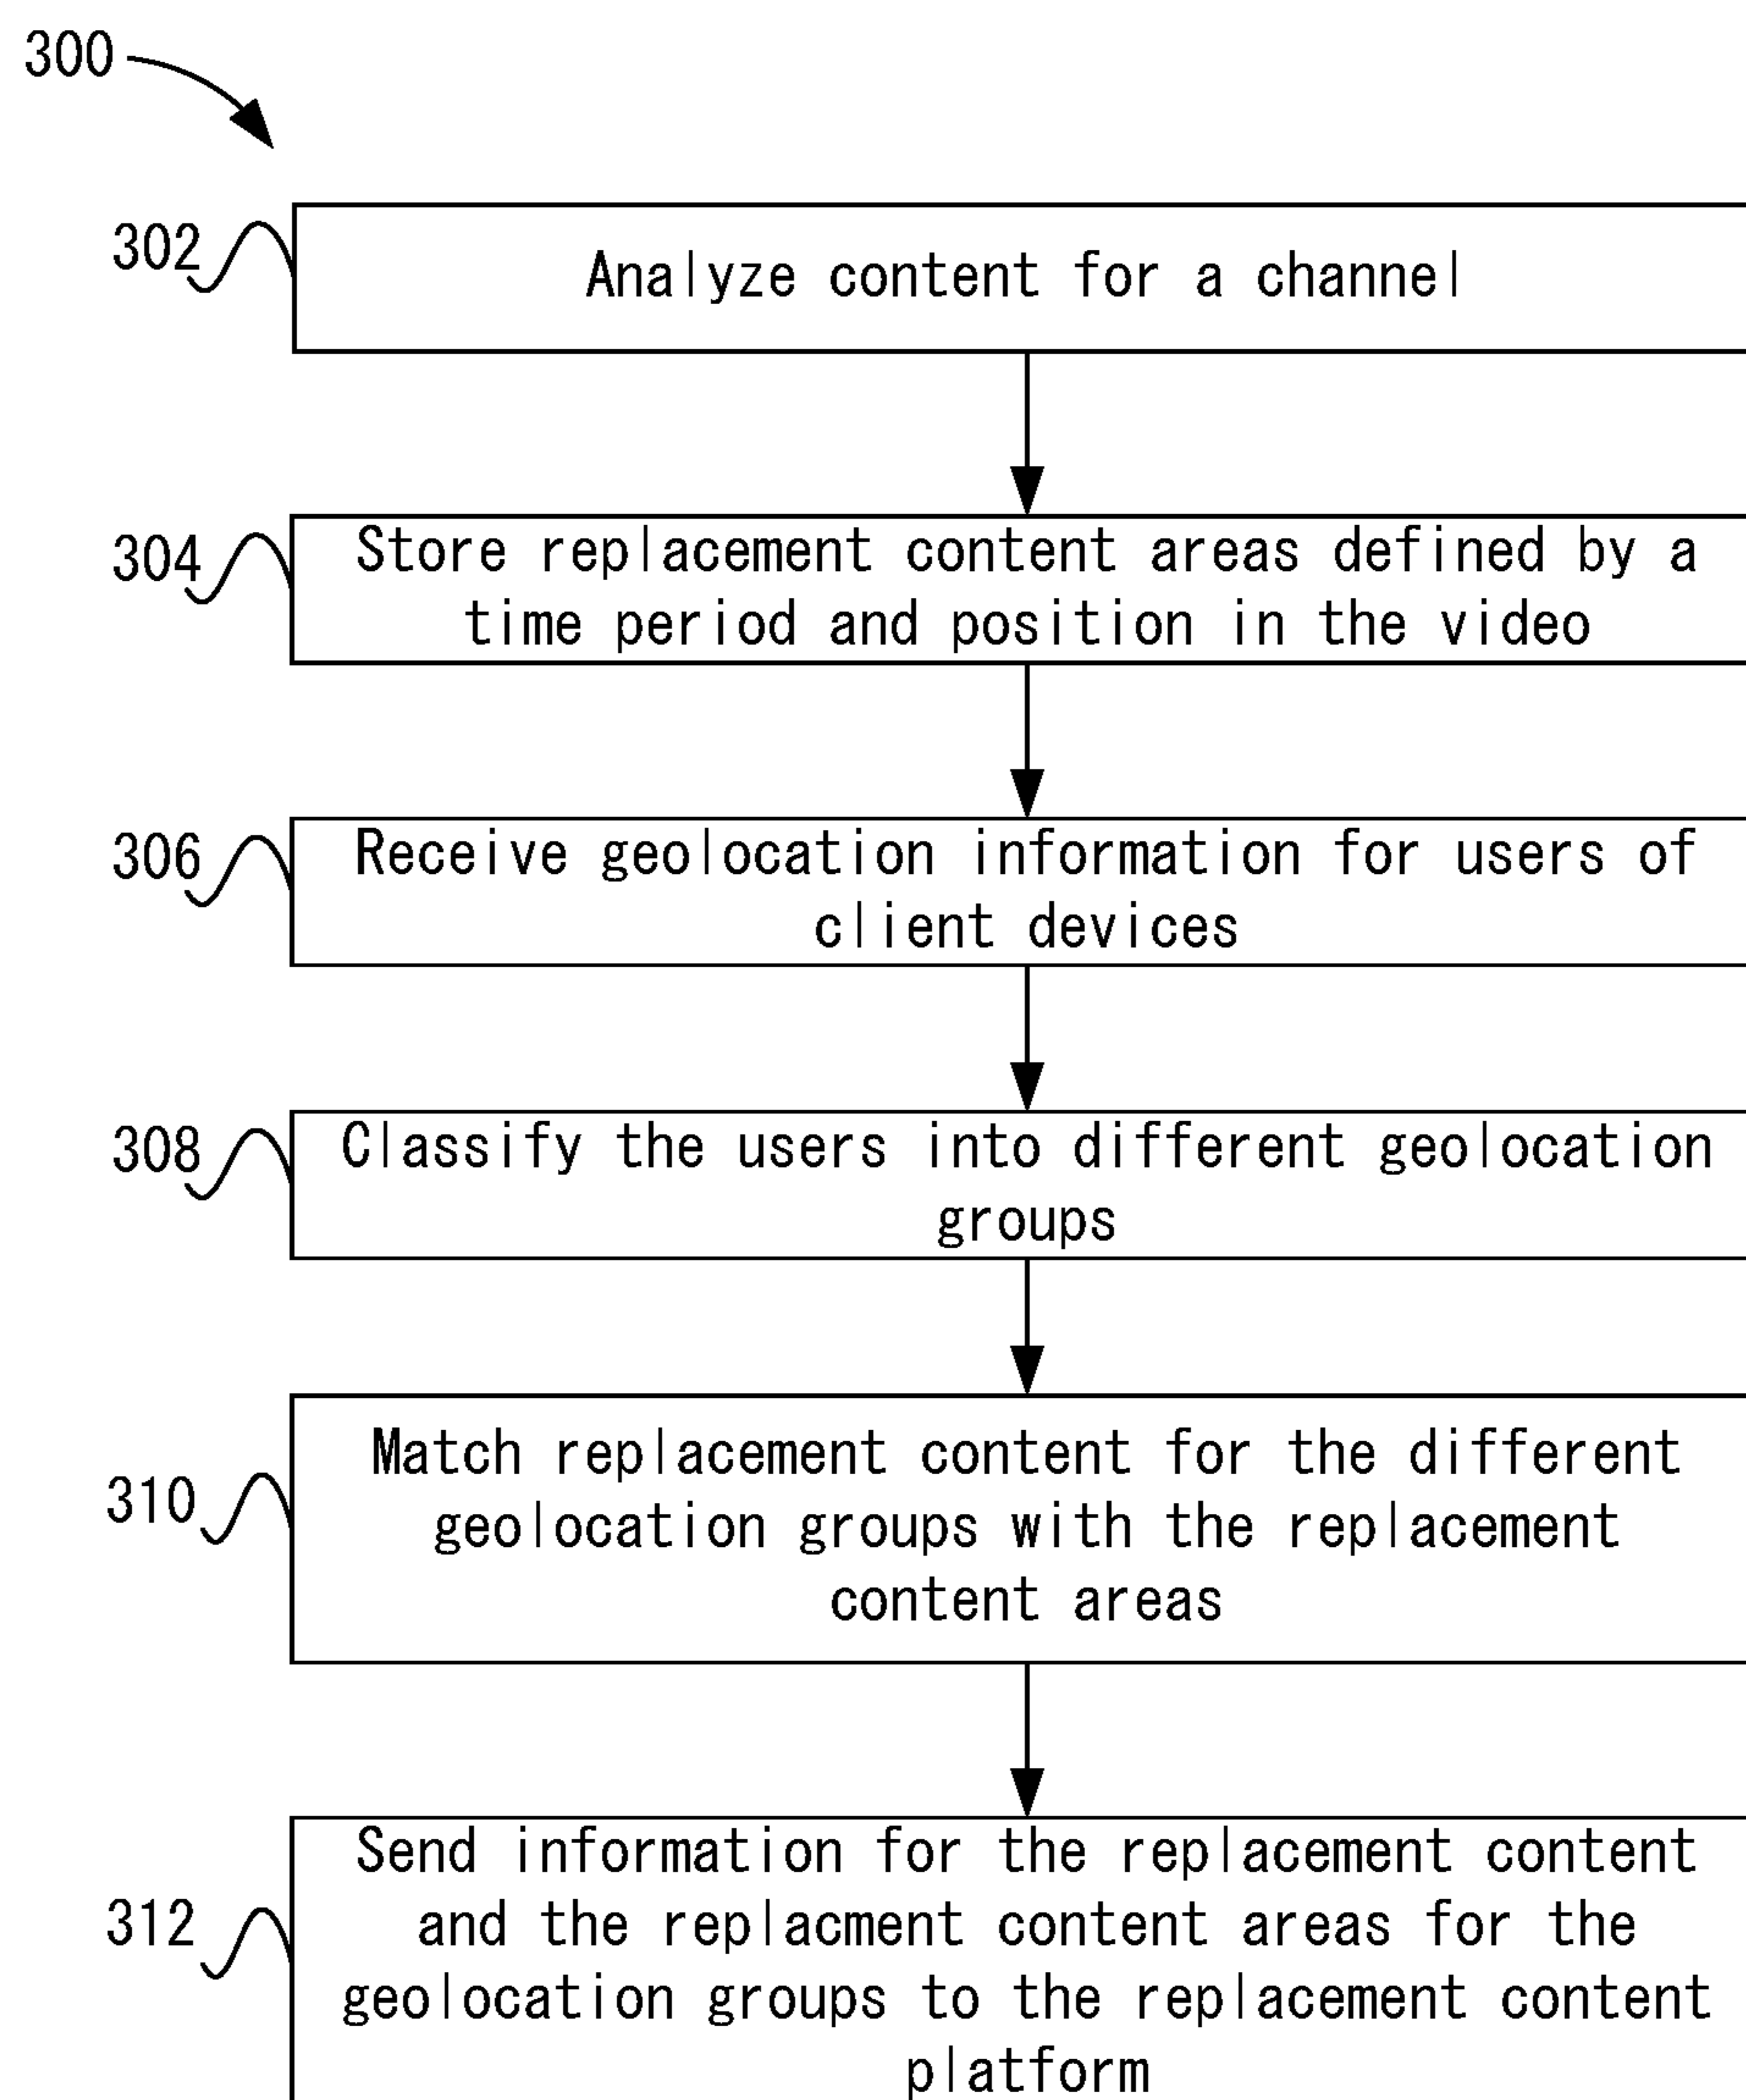 300
302
Analyze content for a channel
304
Store replacement content areas defined by a
time period and position in the video
306
Receive geolocation information for users of
client devices
308
Classify the users into different geolocation
groups
310
Match replacement content for the different
geolocation groups with the replacement
content areas
312
Send information for the replacement content
and the replacment content areas for the
geolocation groups to the replacement content
platform